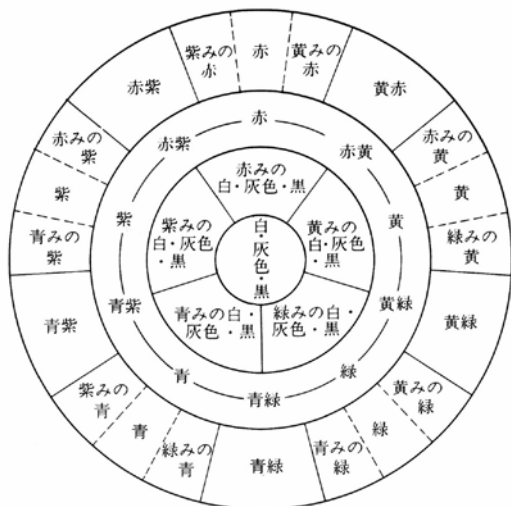 赤
黄みの
赤
黄赤
赤みの
黄
黄
緑みの
黄
黄緑
黄みの
緑
緑
青みの
緑
青緑
緑みの
青
青
紫みの
青
青紫
青みの
紫
紫
赤みの
紫
赤紫
紫みの
赤
赤
赤黄
黄
黄緑
緑
青緑
青
青紫
紫
赤紫
赤みの
白・灰色・黒
黄みの
白・灰色
・黒
緑みの白・
灰色・黒
青みの白・
灰色・黒
紫みの
白・灰色
・黒
白・灰色・黒